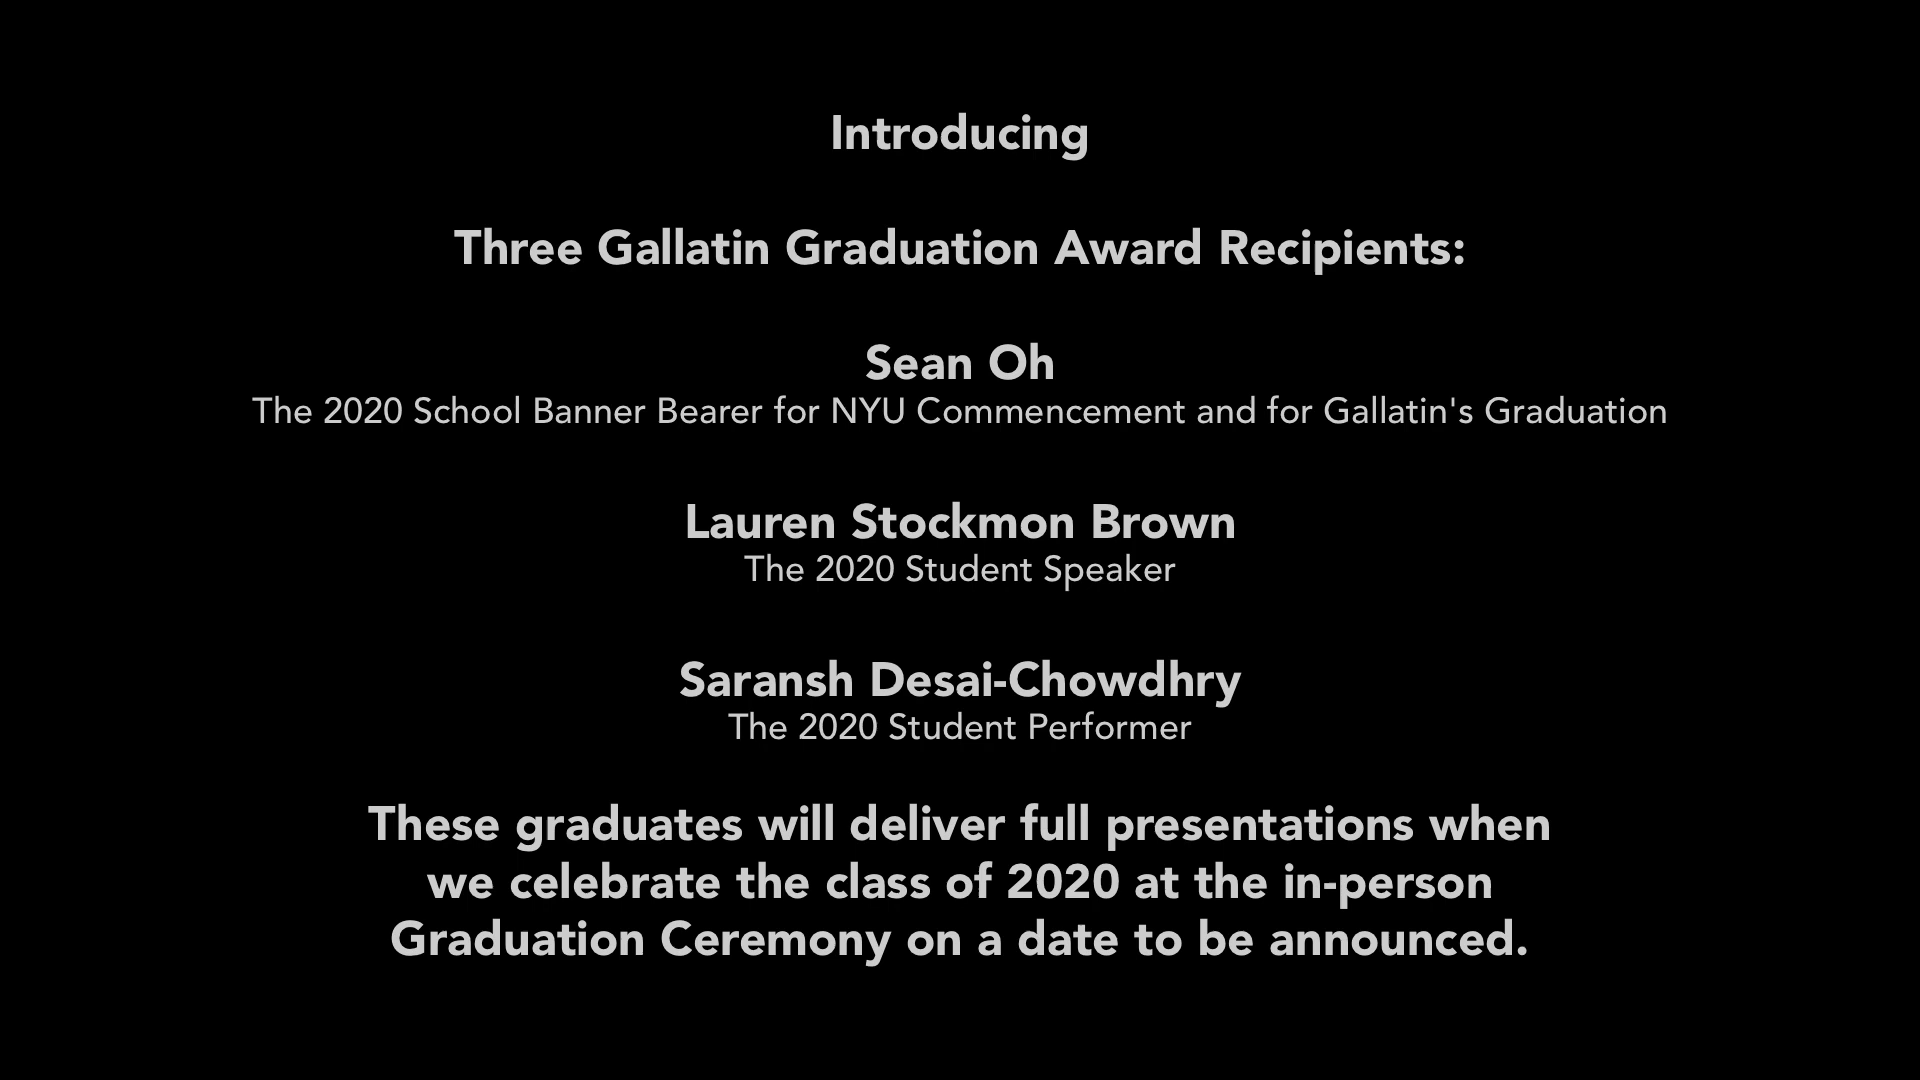 Introducing
Three Gallatin Graduation Award Recipients:
Sean Oh
The 2020 School Banner Bearer for NYU Commencement and for Gallatin's Graduation
Lauren Stockmon Brown
The 2020 Student Speaker
Saransh Desai-Chowdhry
The 2020 Student Performer
These graduates will deliver full presentations when
we celebrate the class of 2020 at the in-person
Graduation Ceremony on a date to be announced.